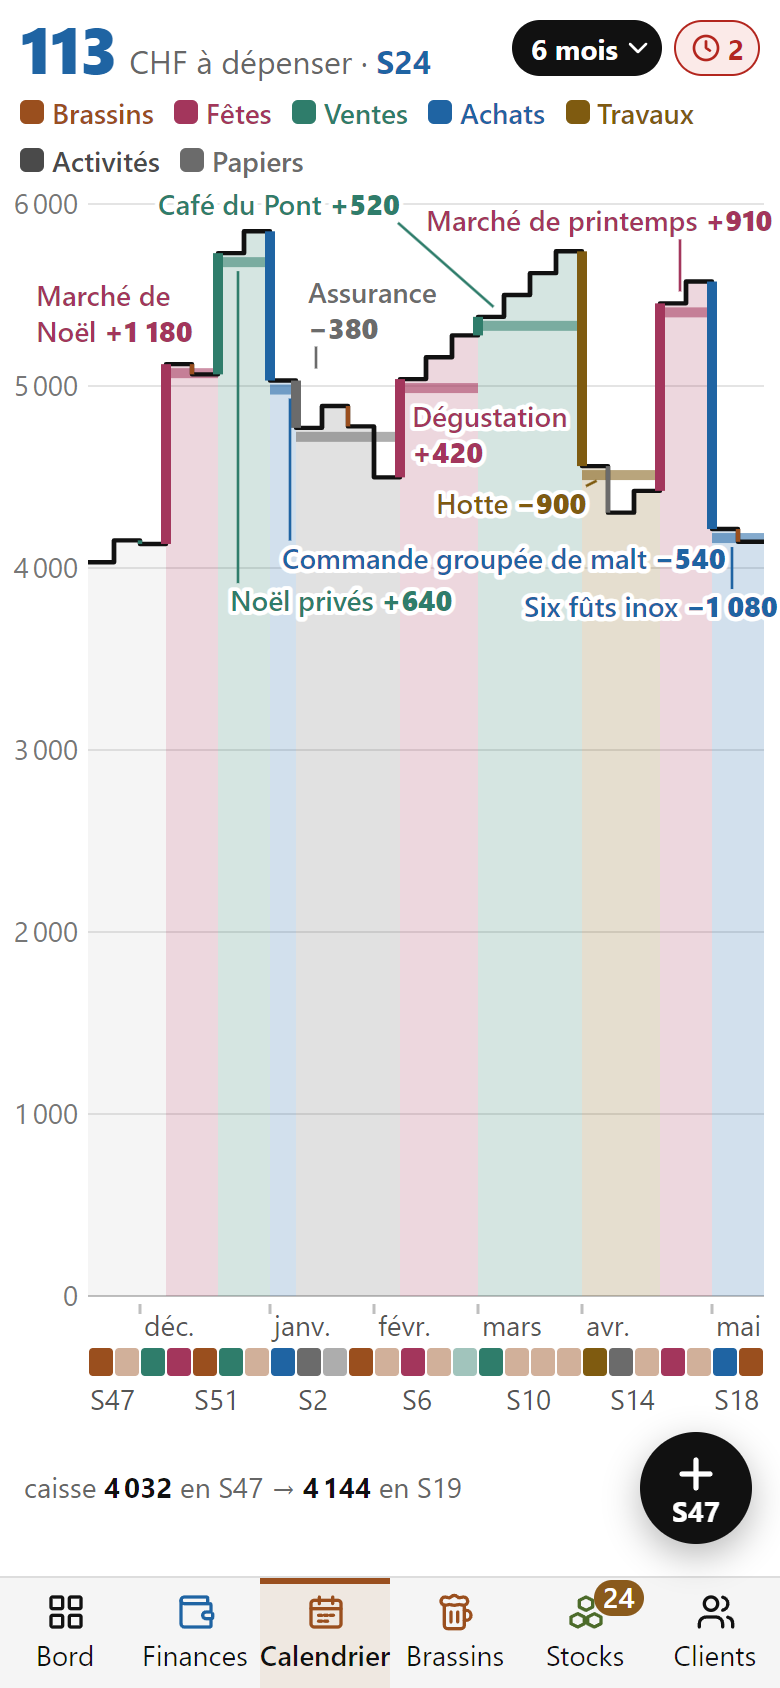 113 CHF à dépenser · S24
6 mois
2
Brassins Fêtes Ventes Achats Travaux
Activités Papiers
6 000
Café du Pont +520
Marché de printemps +910
Marché de
Noël +1 180
Assurance
−380
5 000
Dégustation
+420
Hotte −900
Commande groupée de malt −540
4 000
Noël privés +640
Six fûts inox −1 080
3 000
2 000
1 000
0
déc. janv. févr. mars avr. mai
S47 S51 S2 S6 S10 S14 S18
caisse 4 032 en S47 → 4 144 en S19
+
S47
24
Bord Finances Calendrier Brassins Stocks Clients